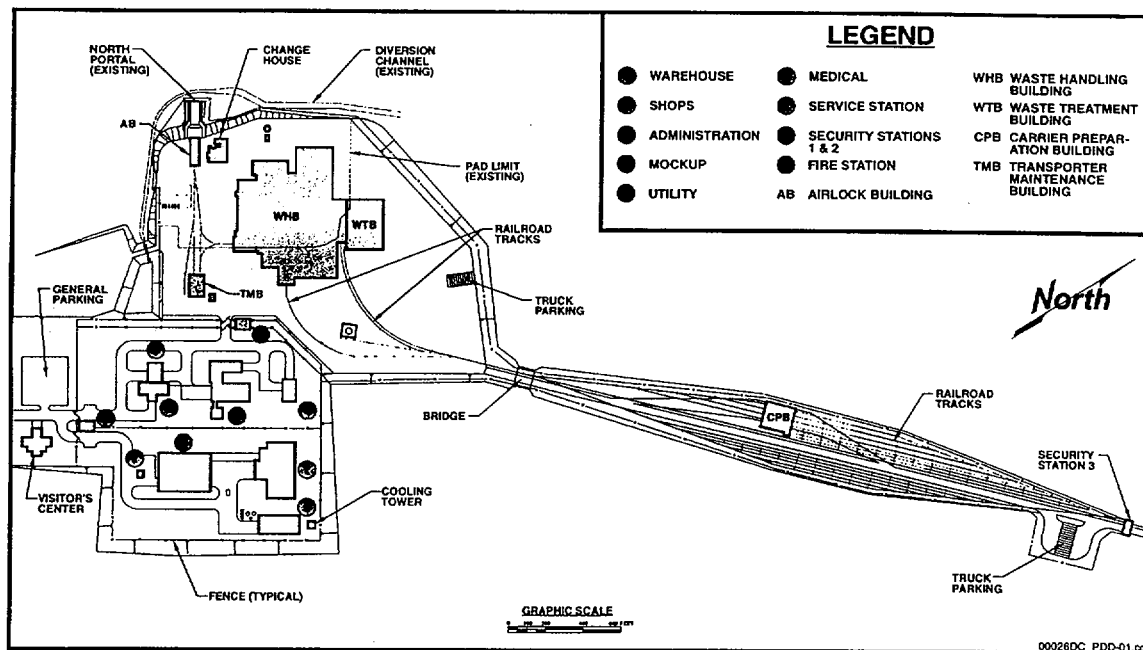 LEGEND
WAREHOUSE
SHOPS
ADMINISTRATION
MOCKUP
UTILITY
MEDICAL
SERVICE STATION
SECURITY STATIONS
1 & 2
FIRE STATION
AB AIRLOCK BUILDING
WHB WASTE HANDLING
BUILDING
WTB WASTE TREATMENT
BUILDING
CPB CARRIER PREPAR-
ATION BUILDING
TMB TRANSPORTER
MAINTENANCE
BUILDING
NORTH
PORTAL
(EXISTING)
CHANGE
HOUSE
DIVERSION
CHANNEL
(EXISTING)
AB
PAD LIMIT
(EXISTING)
WHB
WTB
RAILROAD
TRACKS
TMB
GENERAL
PARKING
TRUCK
PARKING
North
BRIDGE
CPB
RAILROAD
TRACKS
SECURITY
STATION 3
VISITOR'S
CENTER
COOLING
TOWER
TRUCK
PARKING
FENCE (TYPICAL)
GRAPHIC SCALE